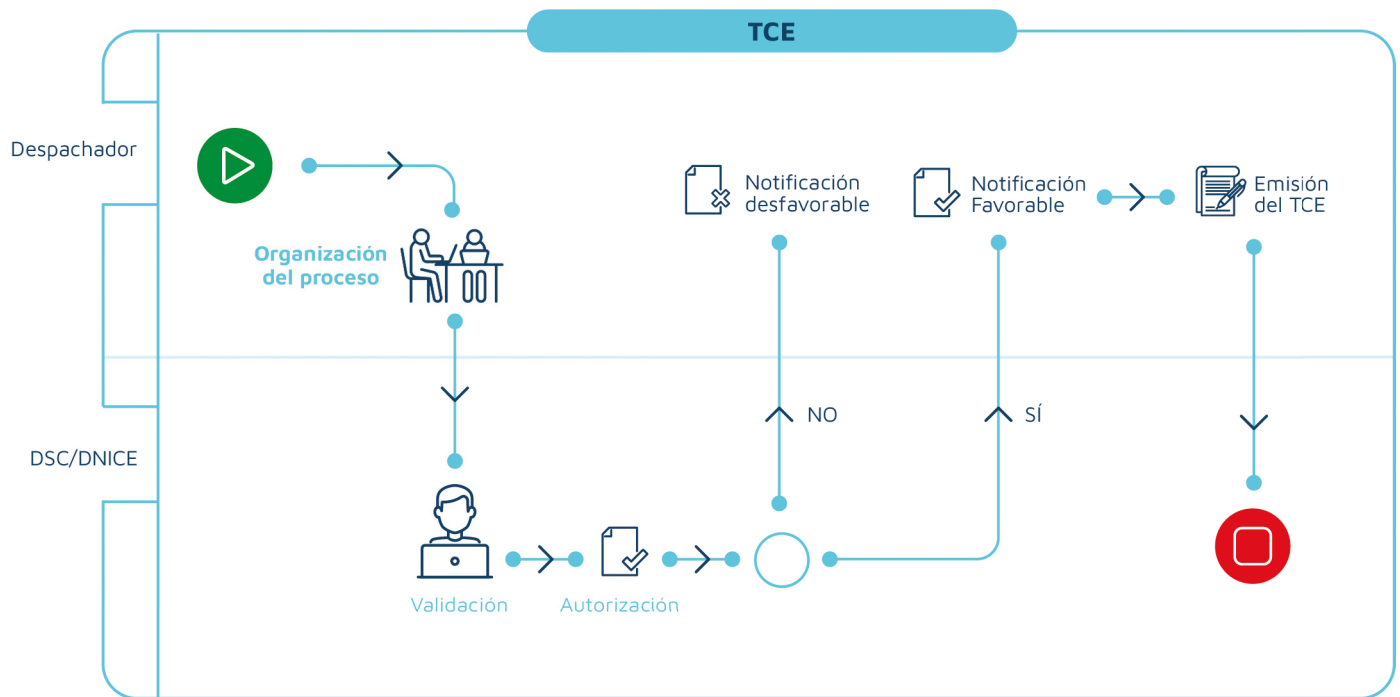 TCE
Despachador
Organización
del proceso
Notificación
desfavorable
Notificación
Favorable
Emisión
del TCE
NO
SÍ
DSC/DNICE
Validación
Autorización